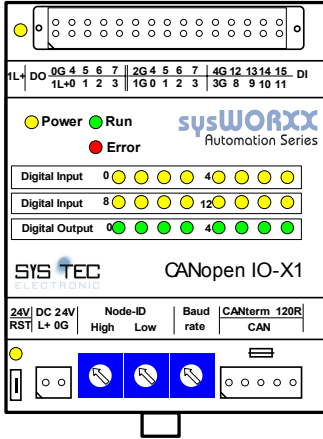 1L+ DO 0G 4 5 6 7 2G 4 5 6 7 4G 12 13 14 15 DI
1L+ 0 1 2 3 1G 0 1 2 3 3G 8 9 10 11
Power Run sysWORXX
Automation Series
Error
Digital Input 0 4
Digital Input 8 12
Digital Output 0 4
SYS TEC CANopen IO-X1
ELECTRONIC
24V DC 24V Node-ID Baud CANterm 120R
RST L+ 0G High Low rate CAN